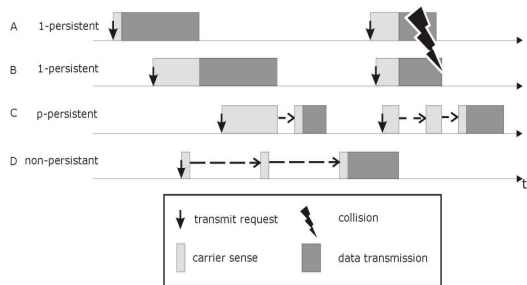 A 1-persistent
B 1-persistent
C p-persistent
D non-persistant
t
transmit request
collision
carrier sense
data transmission